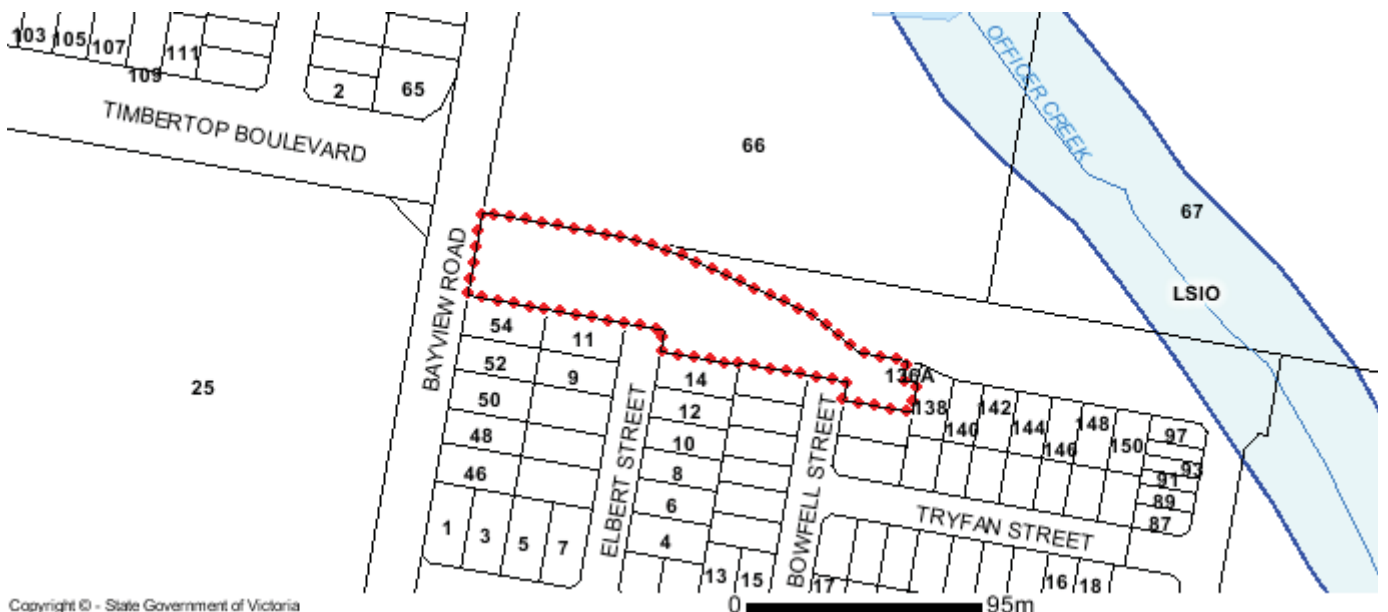 103 105 107 109 111
2 65
TIMBERTOP BOULEVARD
66
OFFICER CREEK
67
LSIO
BAYVIEW ROAD
25
54 11
52 9
50
48
46
1 3 5 7
ELBERT STREET
14
12
10
8
6
4
13 15
BOWFELL STREET
17
136A
138 140 142 144 146 148 150
97
93
91
89
87
TRYFAN STREET
16 18
Copyright © - State Government of Victoria
0 95m